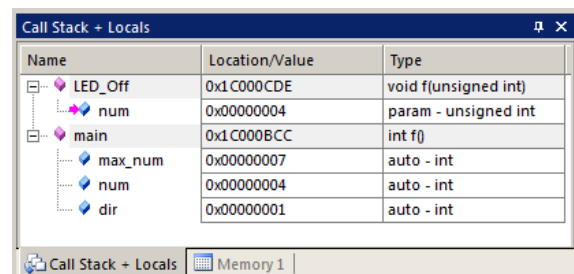 Call Stack + Locals
Name Location/Value Type
LED_Off 0x1C000CDE void f(unsigned int)
num 0x00000004 param - unsigned int
main 0x1C000BCC int f()
max_num 0x00000007 auto - int
num 0x00000004 auto - int
dir 0x00000001 auto - int
Call Stack + Locals Memory 1